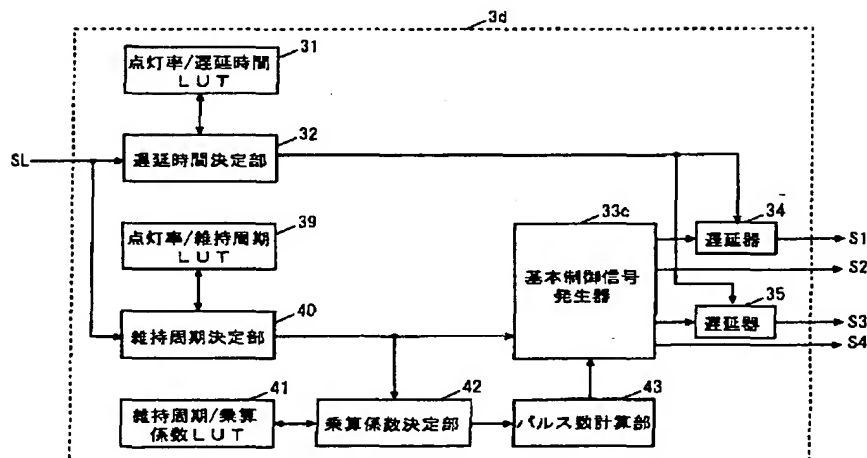 3d
31
点灯率/遅延時間
LUT
32
SL
遅延時間決定部
39
点灯率/維持周期
LUT
40
維持周期決定部
33c
基本制御信号
発生器
34
遅延器
S1
S2
35
遅延器
S3
S4
41
維持周期/乗算
係数LUT
42
乗算係数決定部
43
パルス数計算部